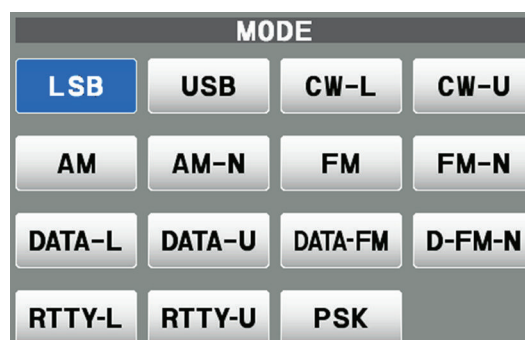 MODE
LSB USB CW-L CW-U
AM AM-N FM FM-N
DATA-L DATA-U DATA-FM D-FM-N
RTTY-L RTTY-U PSK